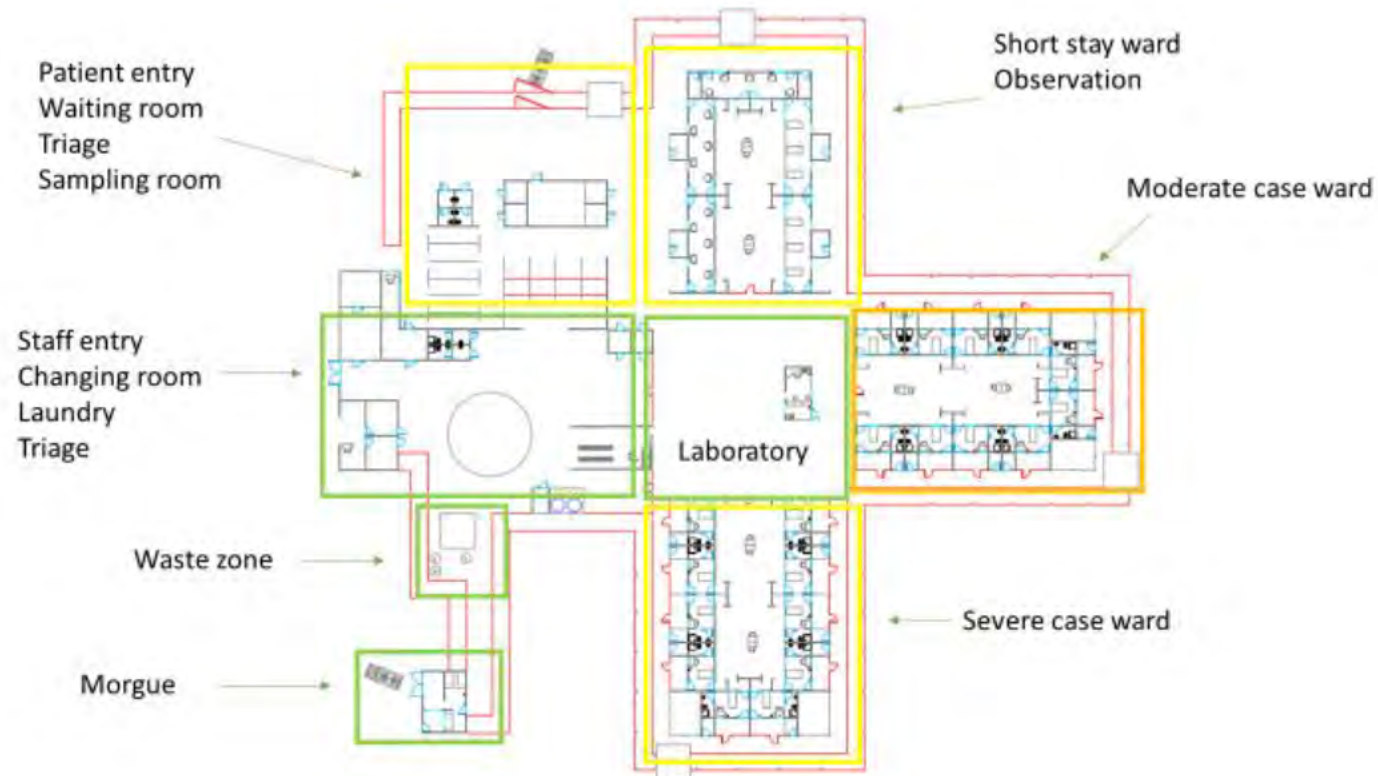 Patient entry
Waiting room
Triage
Sampling room
Short stay ward
Observation
Moderate case ward
Staff entry
Changing room
Laundry
Triage
Laboratory
Waste zone
Severe case ward
Morgue